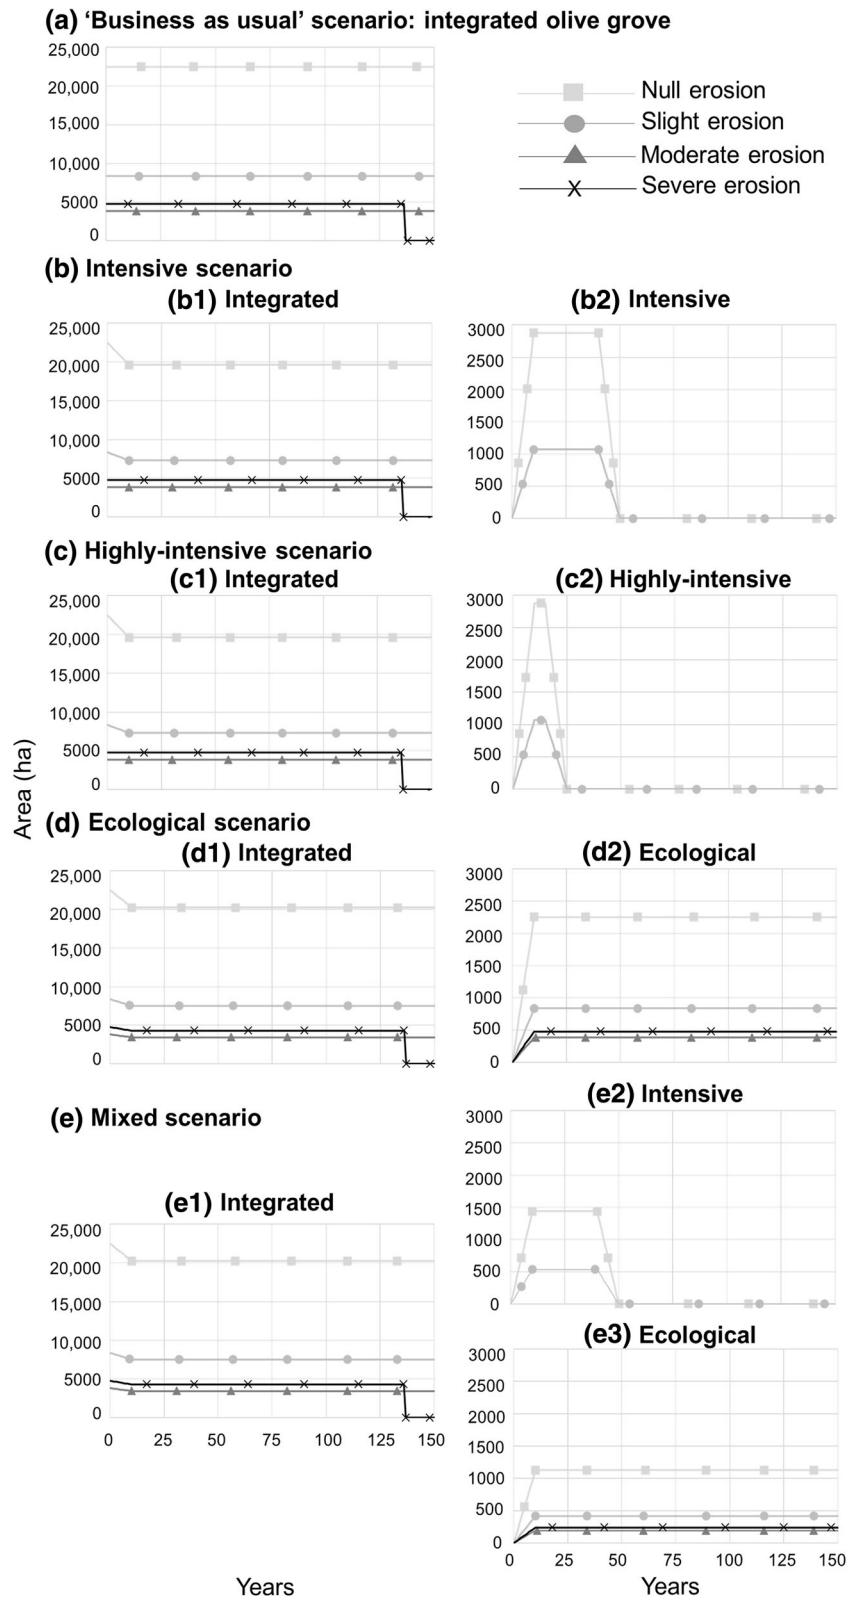 (a) ‘Business as usual’ scenario: integrated olive grove
25,000
20,000
15,000
10,000
5000
0
Null erosion
Slight erosion
Moderate erosion
Severe erosion
(b) Intensive scenario
(b1) Integrated
25,000
20,000
15,000
10,000
5000
0
(b2) Intensive
3000
2500
2000
1500
1000
500
0
(c) Highly-intensive scenario
(c1) Integrated
25,000
20,000
15,000
10,000
5000
0
(c2) Highly-intensive
3000
2500
2000
1500
1000
500
0
Area (ha)
(d) Ecological scenario
(d1) Integrated
25,000
20,000
15,000
10,000
5000
0
(d2) Ecological
3000
2500
2000
1500
1000
500
0
(e) Mixed scenario
(e1) Integrated
25,000
20,000
15,000
10,000
5000
0
0 25 50 75 100 125 150
Years
(e2) Intensive
3000
2500
2000
1500
1000
500
0
(e3) Ecological
3000
2500
2000
1500
1000
500
0
0 25 50 75 100 125 150
Years